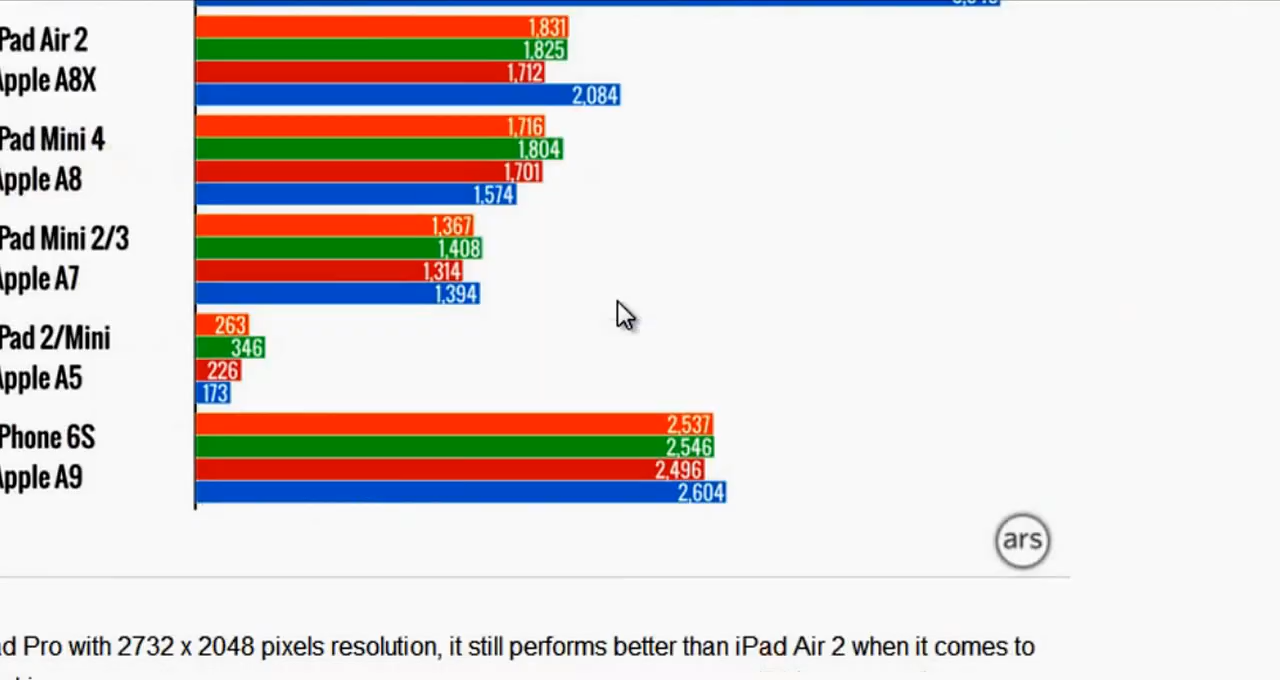 Pad Air 2
Apple A8X
1,831
1,825
1,712
2,084
Pad Mini 4
Apple A8
1,716
1,804
1,701
1,574
Pad Mini 2/3
Apple A7
1,367
1,408
1,314
1,394
Pad 2/Mini
Apple A5
263
346
226
173
Phone 6S
Apple A9
2,537
2,546
2,496
2,604
ars
ad Pro with 2732 x 2048 pixels resolution, it still performs better than iPad Air 2 when it comes to